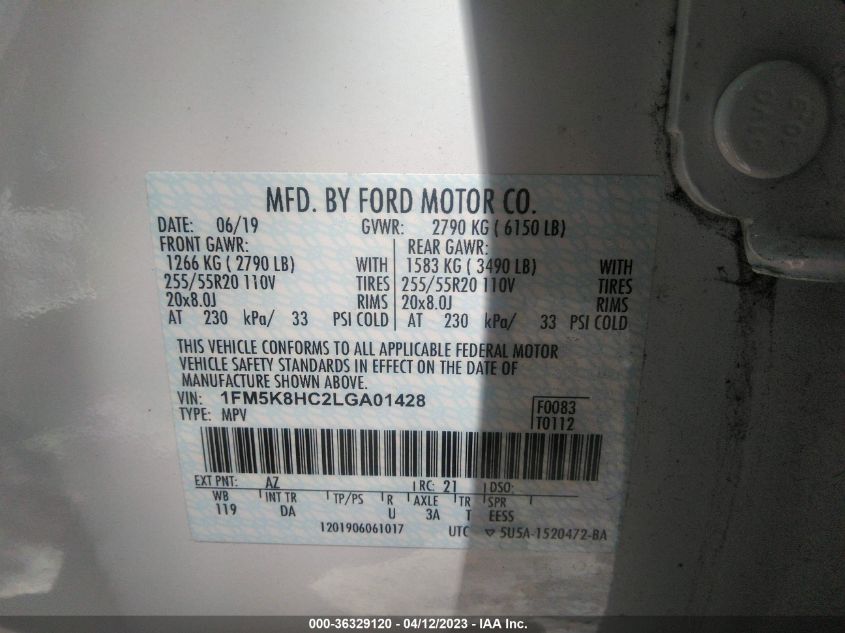 MFD. BY FORD MOTOR CO.
DATE: 06/19 GVWR: 2790 KG ( 6150 LB)
FRONT GAWR: REAR GAWR:
1266 KG ( 2790 LB) WITH 1583 KG ( 3490 LB) WITH
255/55R20 110V TIRES 255/55R20 110V TIRES
20x8.0J RIMS 20x8.0J RIMS
AT 230 kPa/ 33 PSI COLD AT 230 kPa/ 33 PSI COLD
THIS VEHICLE CONFORMS TO ALL APPLICABLE FEDERAL MOTOR
VEHICLE SAFETY STANDARDS IN EFFECT ON THE DATE OF
MANUFACTURE SHOWN ABOVE.
VIN: 1FM5K8HC2LGA01428 F0083
TYPE: MPV T0112
EXT PNT: AZ RC: 21 DSO:
WB INT TR TP/PS R AXLE TR SPR
119 DA U 3A T EESS
1201906061017 UTC 5U5A-1520472-BA
000-36329120 - 04/12/2023 - IAA Inc.